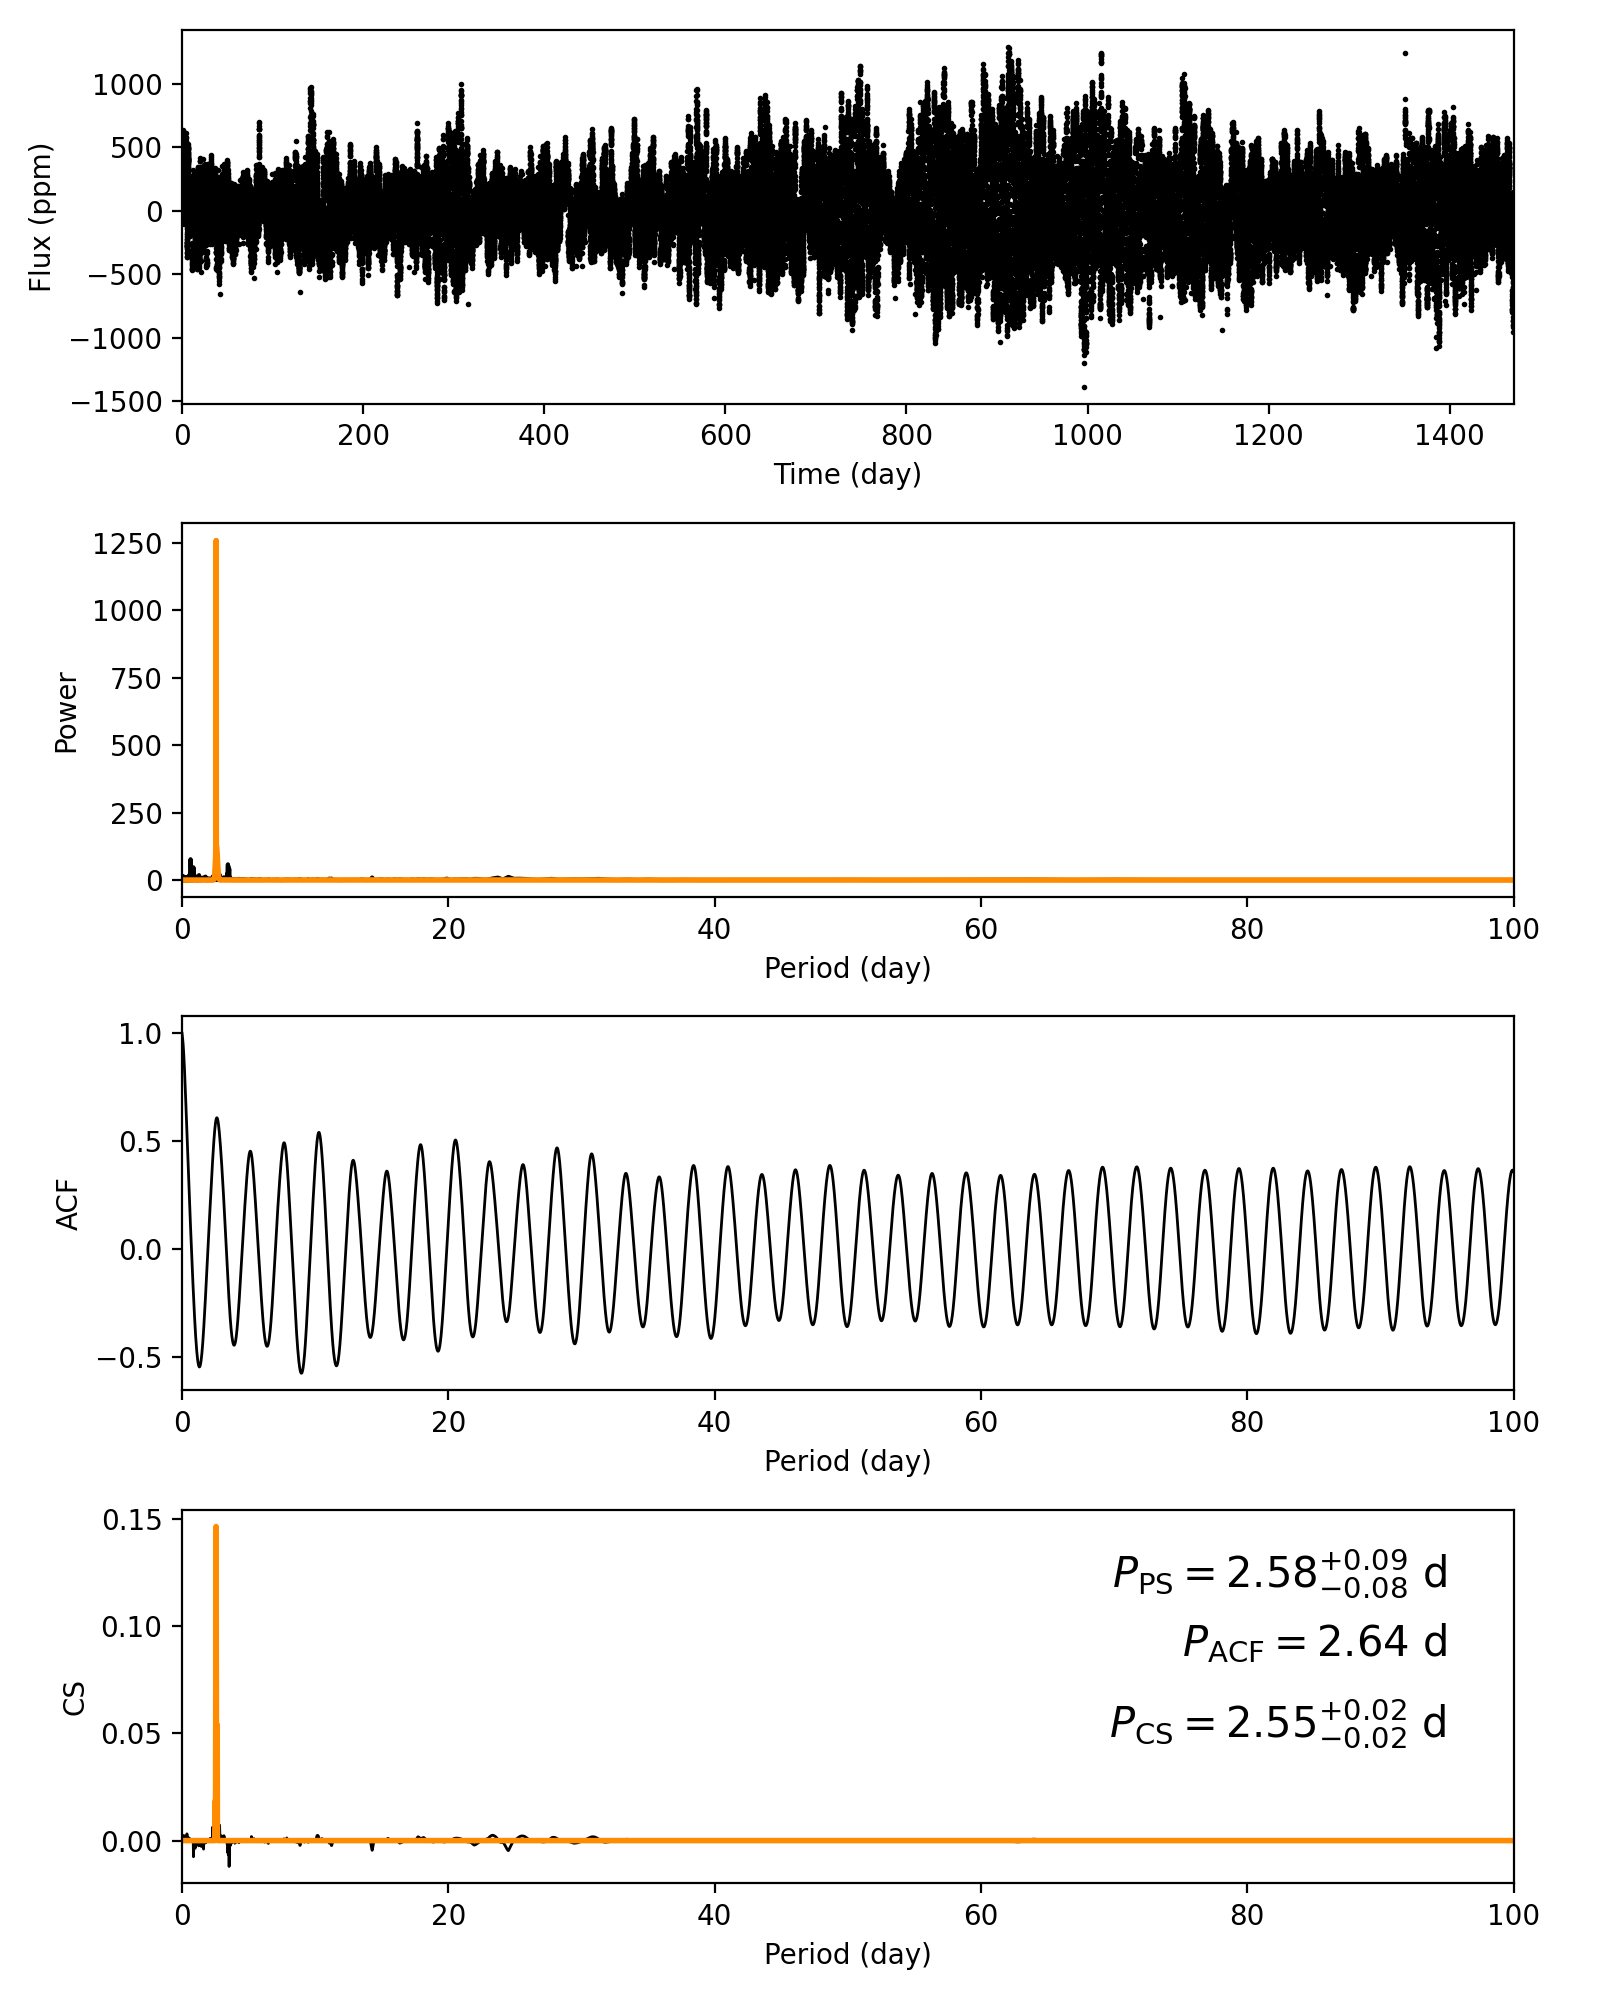 1000
500
0
−500
−1000
−1500
Flux (ppm)
0 200 400 600 800 1000 1200 1400
Time (day)
1250
1000
750
500
250
0
Power
0 20 40 60 80 100
Period (day)
1.0
0.5
0.0
−0.5
ACF
0 20 40 60 80 100
Period (day)
0.15
0.10
0.05
0.00
CS
P_PS = 2.58^{+0.09}_{−0.08} d
P_ACF = 2.64 d
P_CS = 2.55^{+0.02}_{−0.02} d
0 20 40 60 80 100
Period (day)